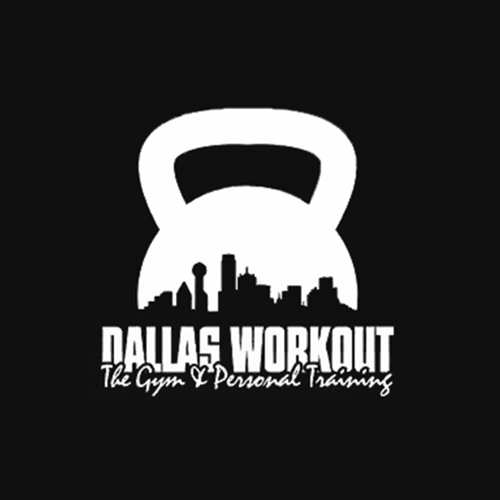 DALLAS WORKOUT
The Gym & Personal Training